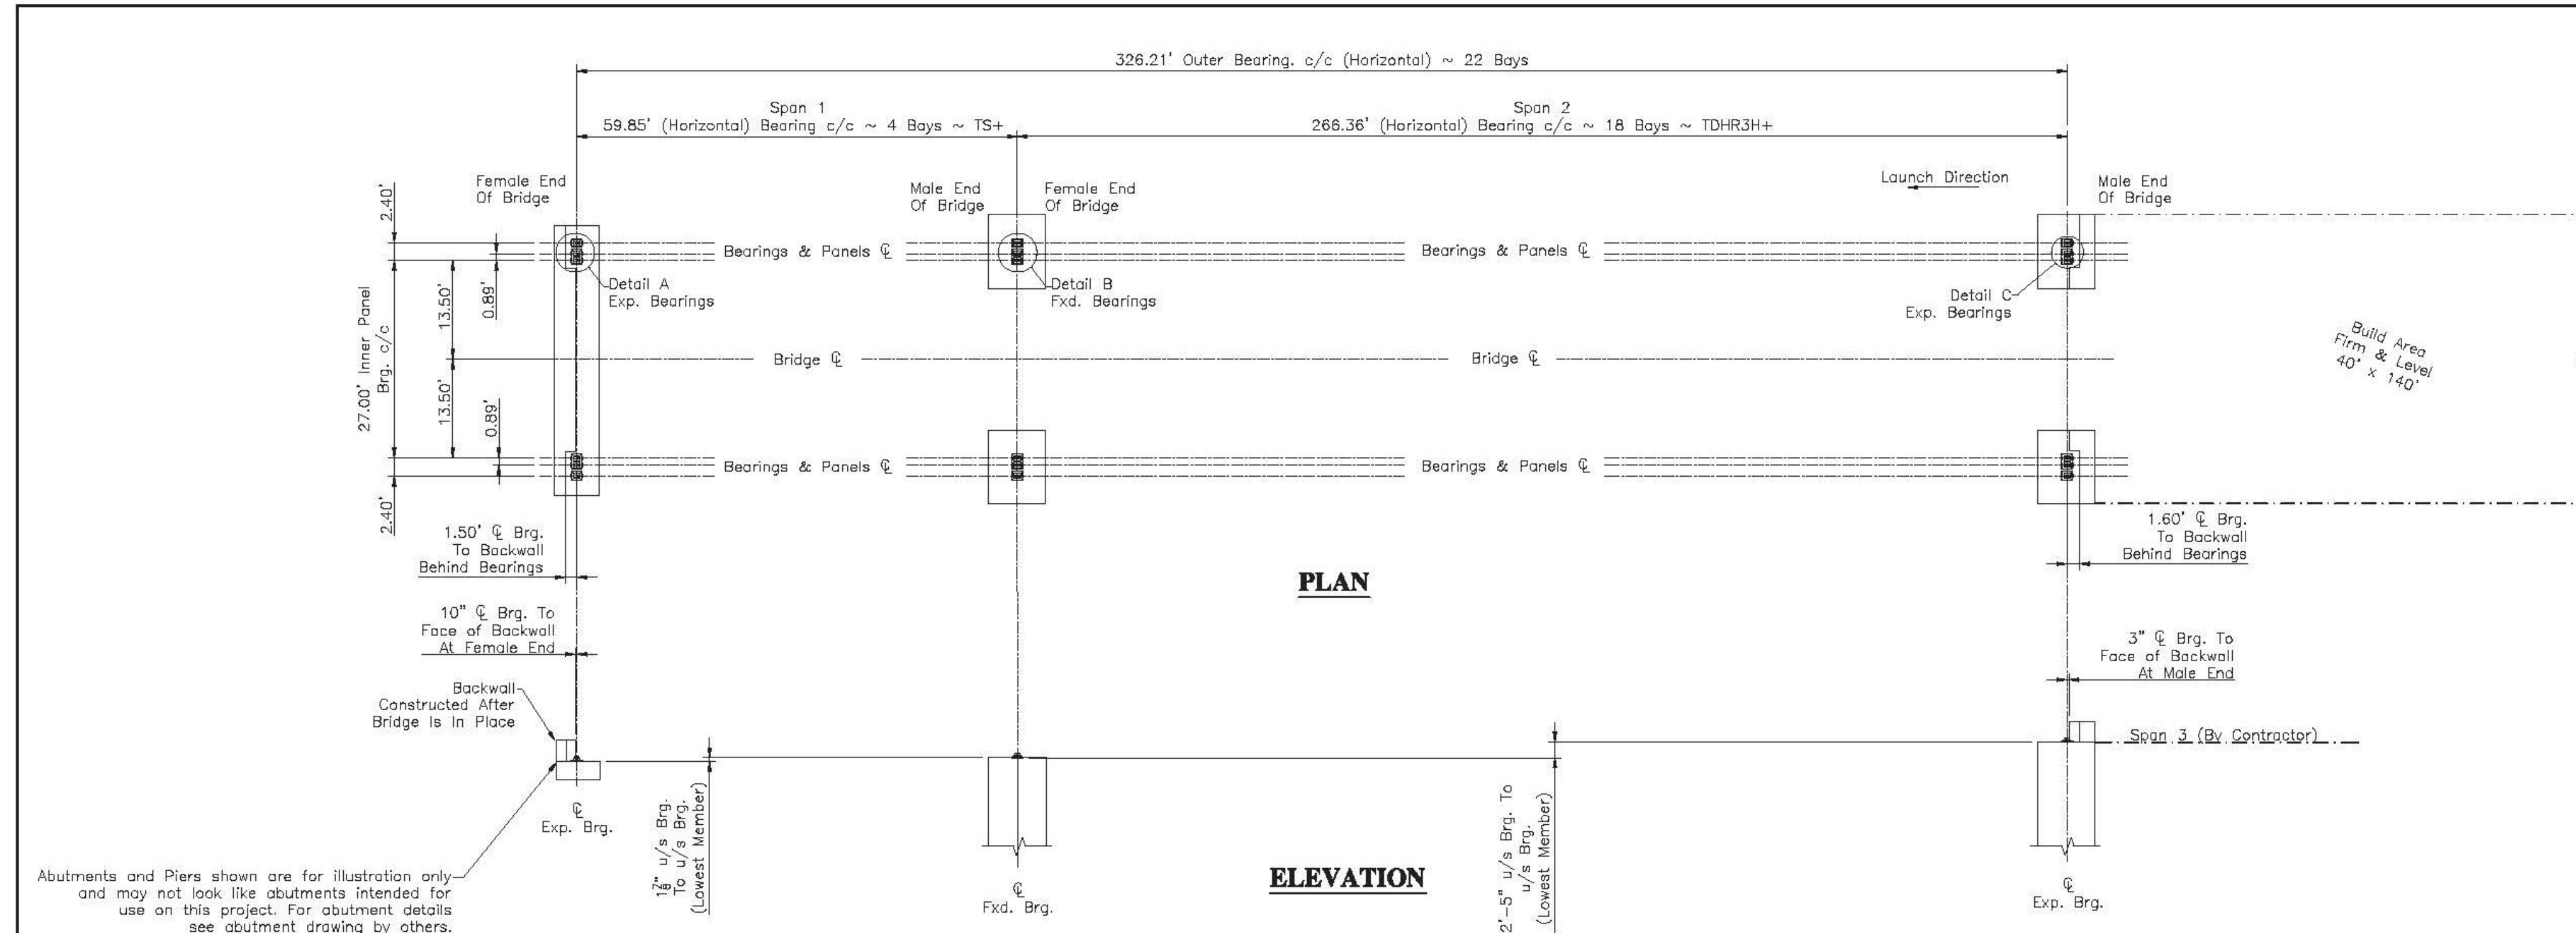 326.21' Outer Bearing. c/c (Horizontal) ~ 22 Bays
Span 1
59.85' (Horizontal) Bearing c/c ~ 4 Bays ~ TS+
Span 2
266.36' (Horizontal) Bearing c/c ~ 18 Bays ~ TDHR3H+
Female End
Of Bridge
Male End
Of Bridge
Female End
Of Bridge
Launch Direction
Male End
Of Bridge
2.40'
Bearings & Panels ℄
Bearings & Panels ℄
Detail A
Exp. Bearings
Detail B
Fxd. Bearings
Detail C
Exp. Bearings
27.00' Inner Panel
Brg. c/c
13.50'
0.89'
Bridge ℄
Bridge ℄
Build Area
Firm & Level
40' x 140'
13.50'
0.89'
Bearings & Panels ℄
Bearings & Panels ℄
2.40'
1.50' ℄ Brg.
To Backwall
Behind Bearings
1.60' ℄ Brg.
To Backwall
Behind Bearings
PLAN
10" ℄ Brg. To
Face of Backwall
At Female End
3" ℄ Brg. To
Face of Backwall
At Male End
Backwall
Constructed After
Bridge Is In Place
Span 3 (By Contractor)
℄
Exp. Brg.
u/s Brg.
To u/s Brg.
(Lowest Member)
℄
Fxd. Brg.
2'-5" u/s Brg. To
u/s Brg.
(Lowest Member)
℄
Exp. Brg.
ELEVATION
Abutments and Piers shown are for illustration only
and may not look like abutments intended for
use on this project. For abutment details
see abutment drawing by others.